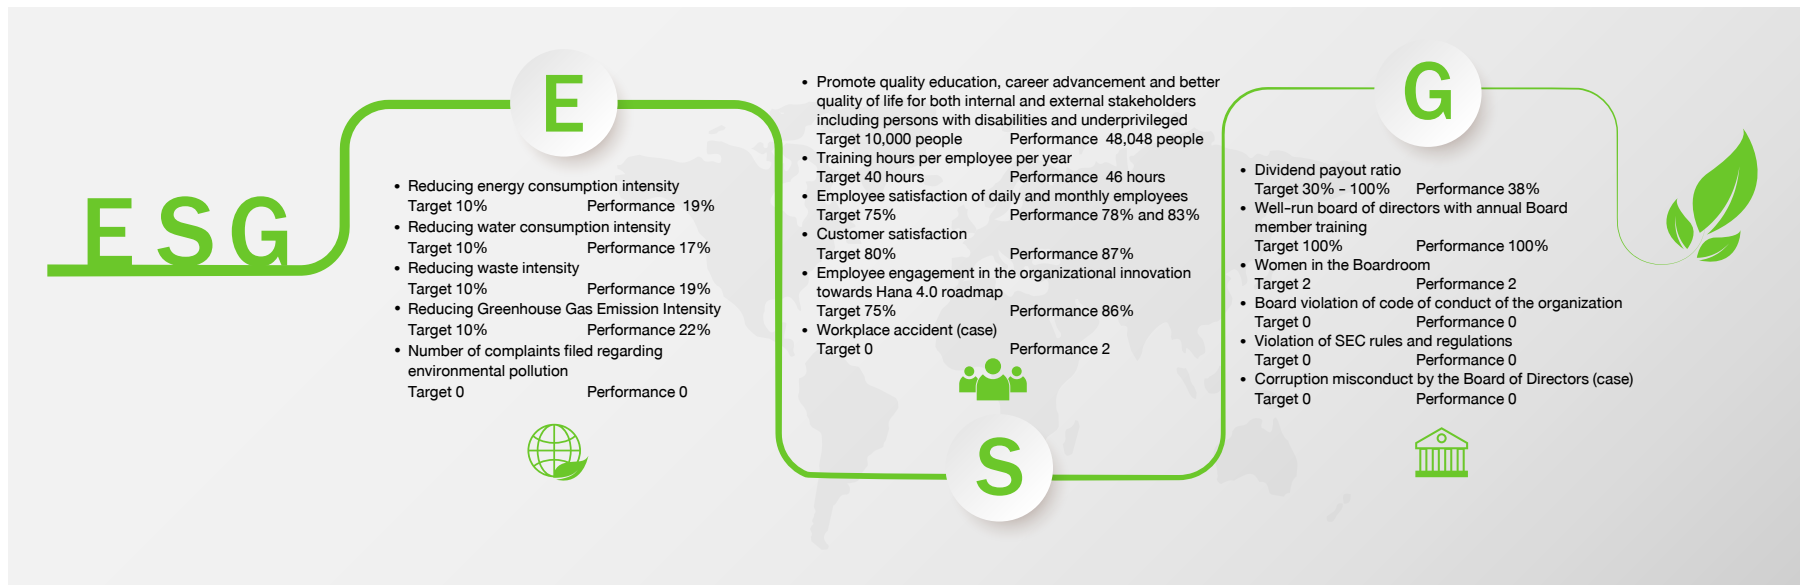 ESG
E
• Reducing energy consumption intensity
Target 10% Performance 19%
• Reducing water consumption intensity
Target 10% Performance 17%
• Reducing waste intensity
Target 10% Performance 19%
• Reducing Greenhouse Gas Emission Intensity
Target 10% Performance 22%
• Number of complaints filed regarding
environmental pollution
Target 0 Performance 0
• Promote quality education, career advancement and better
quality of life for both internal and external stakeholders
including persons with disabilities and underprivileged
Target 10,000 people Performance 48,048 people
• Training hours per employee per year
Target 40 hours Performance 46 hours
• Employee satisfaction of daily and monthly employees
Target 75% Performance 78% and 83%
• Customer satisfaction
Target 80% Performance 87%
• Employee engagement in the organizational innovation
towards Hana 4.0 roadmap
Target 75% Performance 86%
• Workplace accident (case)
Target 0 Performance 2
S
G
• Dividend payout ratio
Target 30% - 100% Performance 38%
• Well-run board of directors with annual Board
member training
Target 100% Performance 100%
• Women in the Boardroom
Target 2 Performance 2
• Board violation of code of conduct of the organization
Target 0 Performance 0
• Violation of SEC rules and regulations
Target 0 Performance 0
• Corruption misconduct by the Board of Directors (case)
Target 0 Performance 0